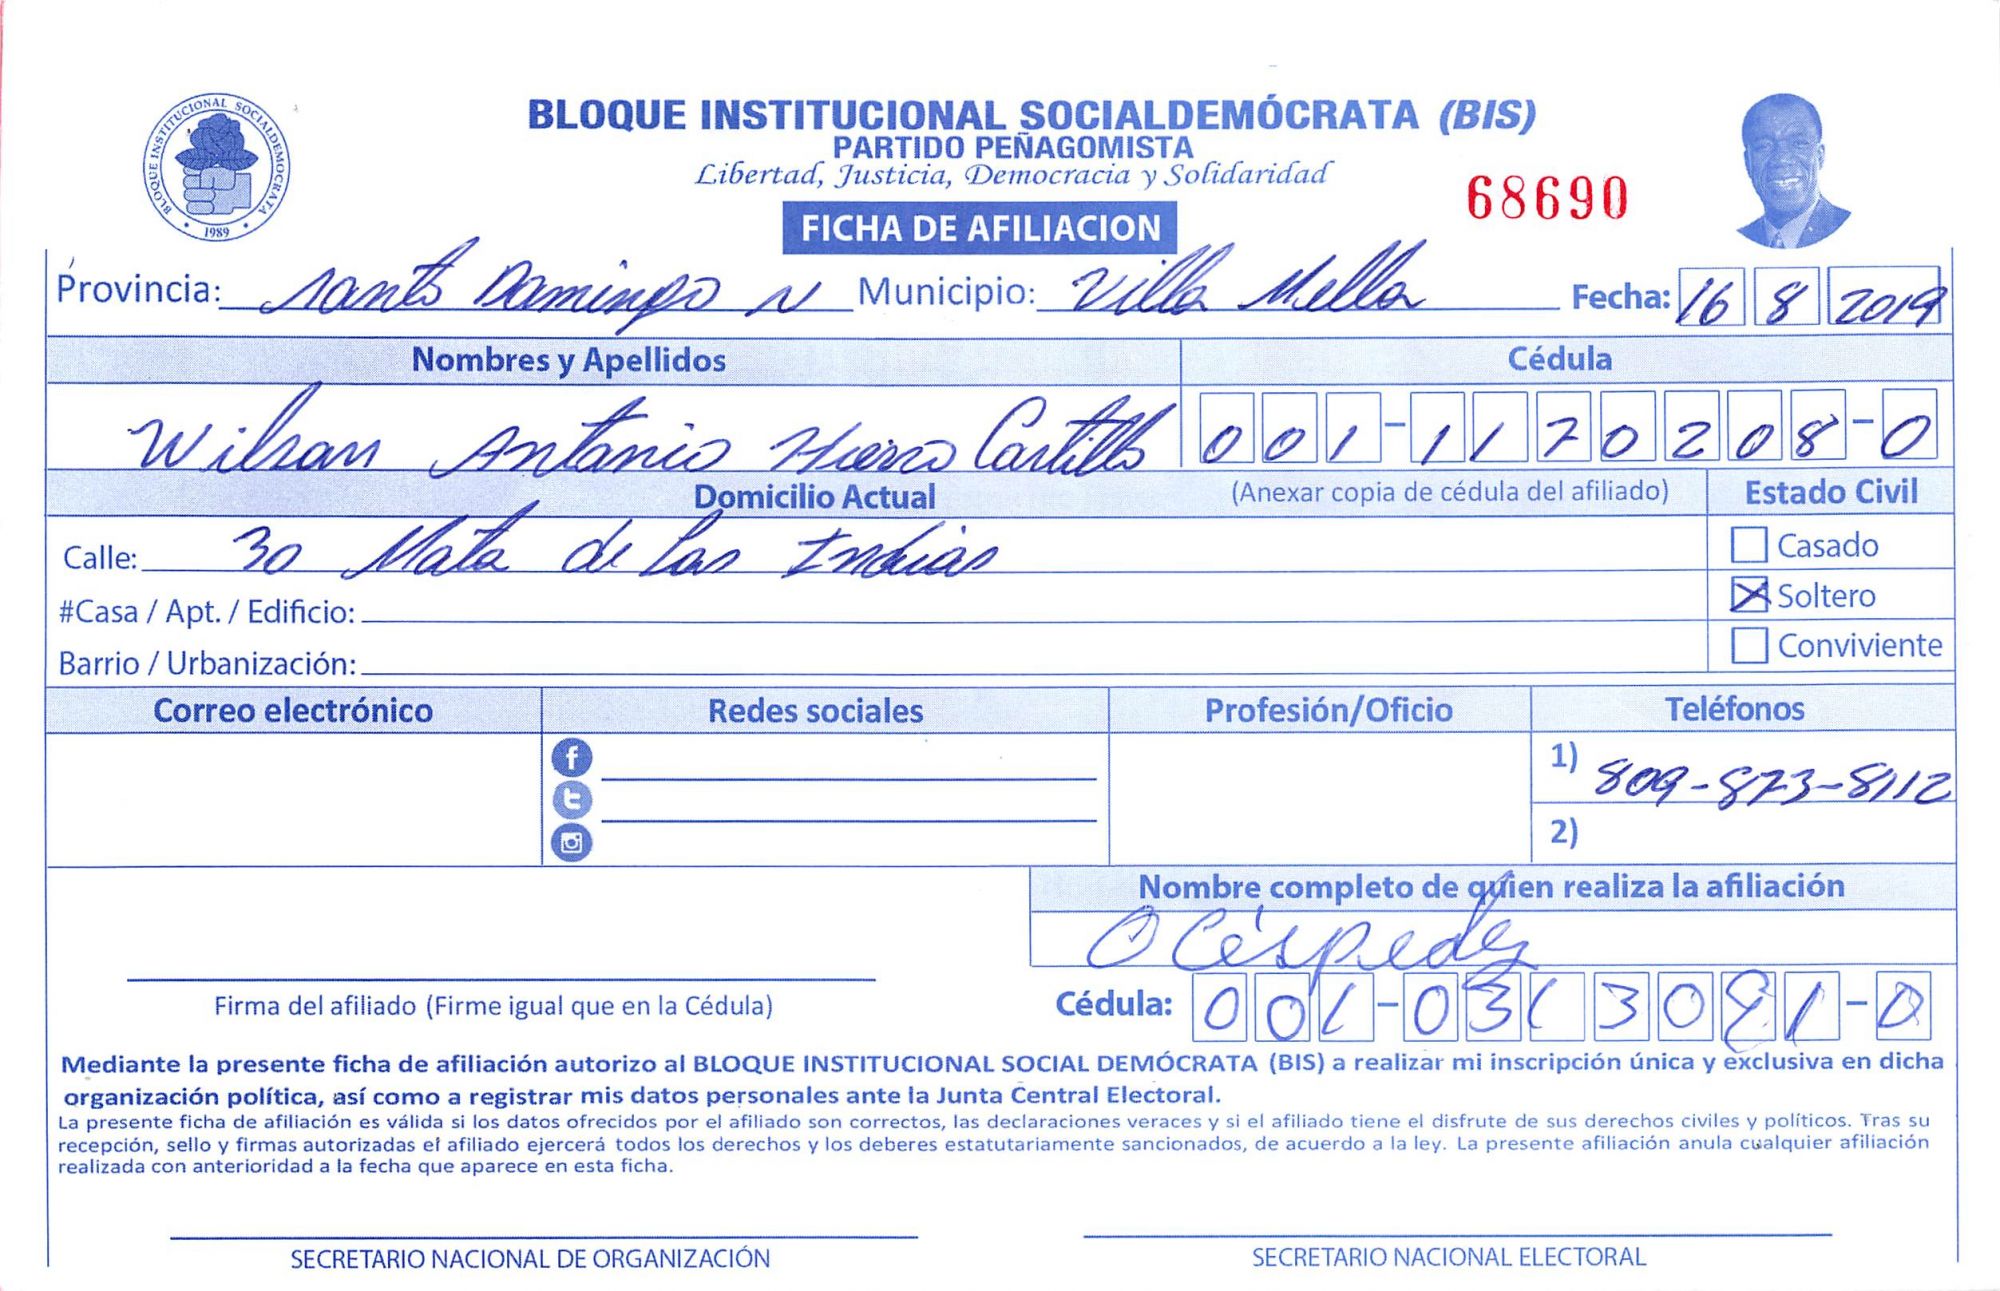 BLOQUE INSTITUCIONAL SOCIALDEMOCRATA
1989
BLOQUE INSTITUCIONAL SOCIALDEMÓCRATA (BIS)
PARTIDO PEÑAGOMISTA
Libertad, Justicia, Democracia y Solidaridad
68690
FICHA DE AFILIACION
Provincia: Santo Domingo N Municipio: Villa Mella Fecha: 16 8 2019
Nombres y Apellidos Cédula
Wilson Antonio Castillo 001-1170208-0
Domicilio Actual (Anexar copia de cédula del afiliado) Estado Civil
Calle: 30 Mata de Las Indias
Casado
Soltero
#Casa / Apt. / Edificio:
Conviviente
Barrio / Urbanización:
Correo electrónico Redes sociales Profesión/Oficio Teléfonos
1) 809-873-8112
2)
Nombre completo de quien realiza la afiliación
O Céspedes
Firma del afiliado (Firme igual que en la Cédula) Cédula: 001-0313091-0
Mediante la presente ficha de afiliación autorizo al BLOQUE INSTITUCIONAL SOCIAL DEMÓCRATA (BIS) a realizar mi inscripción única y exclusiva en dicha
organización política, así como a registrar mis datos personales ante la Junta Central Electoral.
La presente ficha de afiliación es válida si los datos ofrecidos por el afiliado son correctos, las declaraciones veraces y si el afiliado tiene el disfrute de sus derechos civiles y políticos. Tras su
recepción, sello y firmas autorizadas el afiliado ejercerá todos los derechos y los deberes estatutariamente sancionados, de acuerdo a la ley. La presente afiliación anula cualquier afiliación
realizada con anterioridad a la fecha que aparece en esta ficha.
SECRETARIO NACIONAL DE ORGANIZACIÓN SECRETARIO NACIONAL ELECTORAL